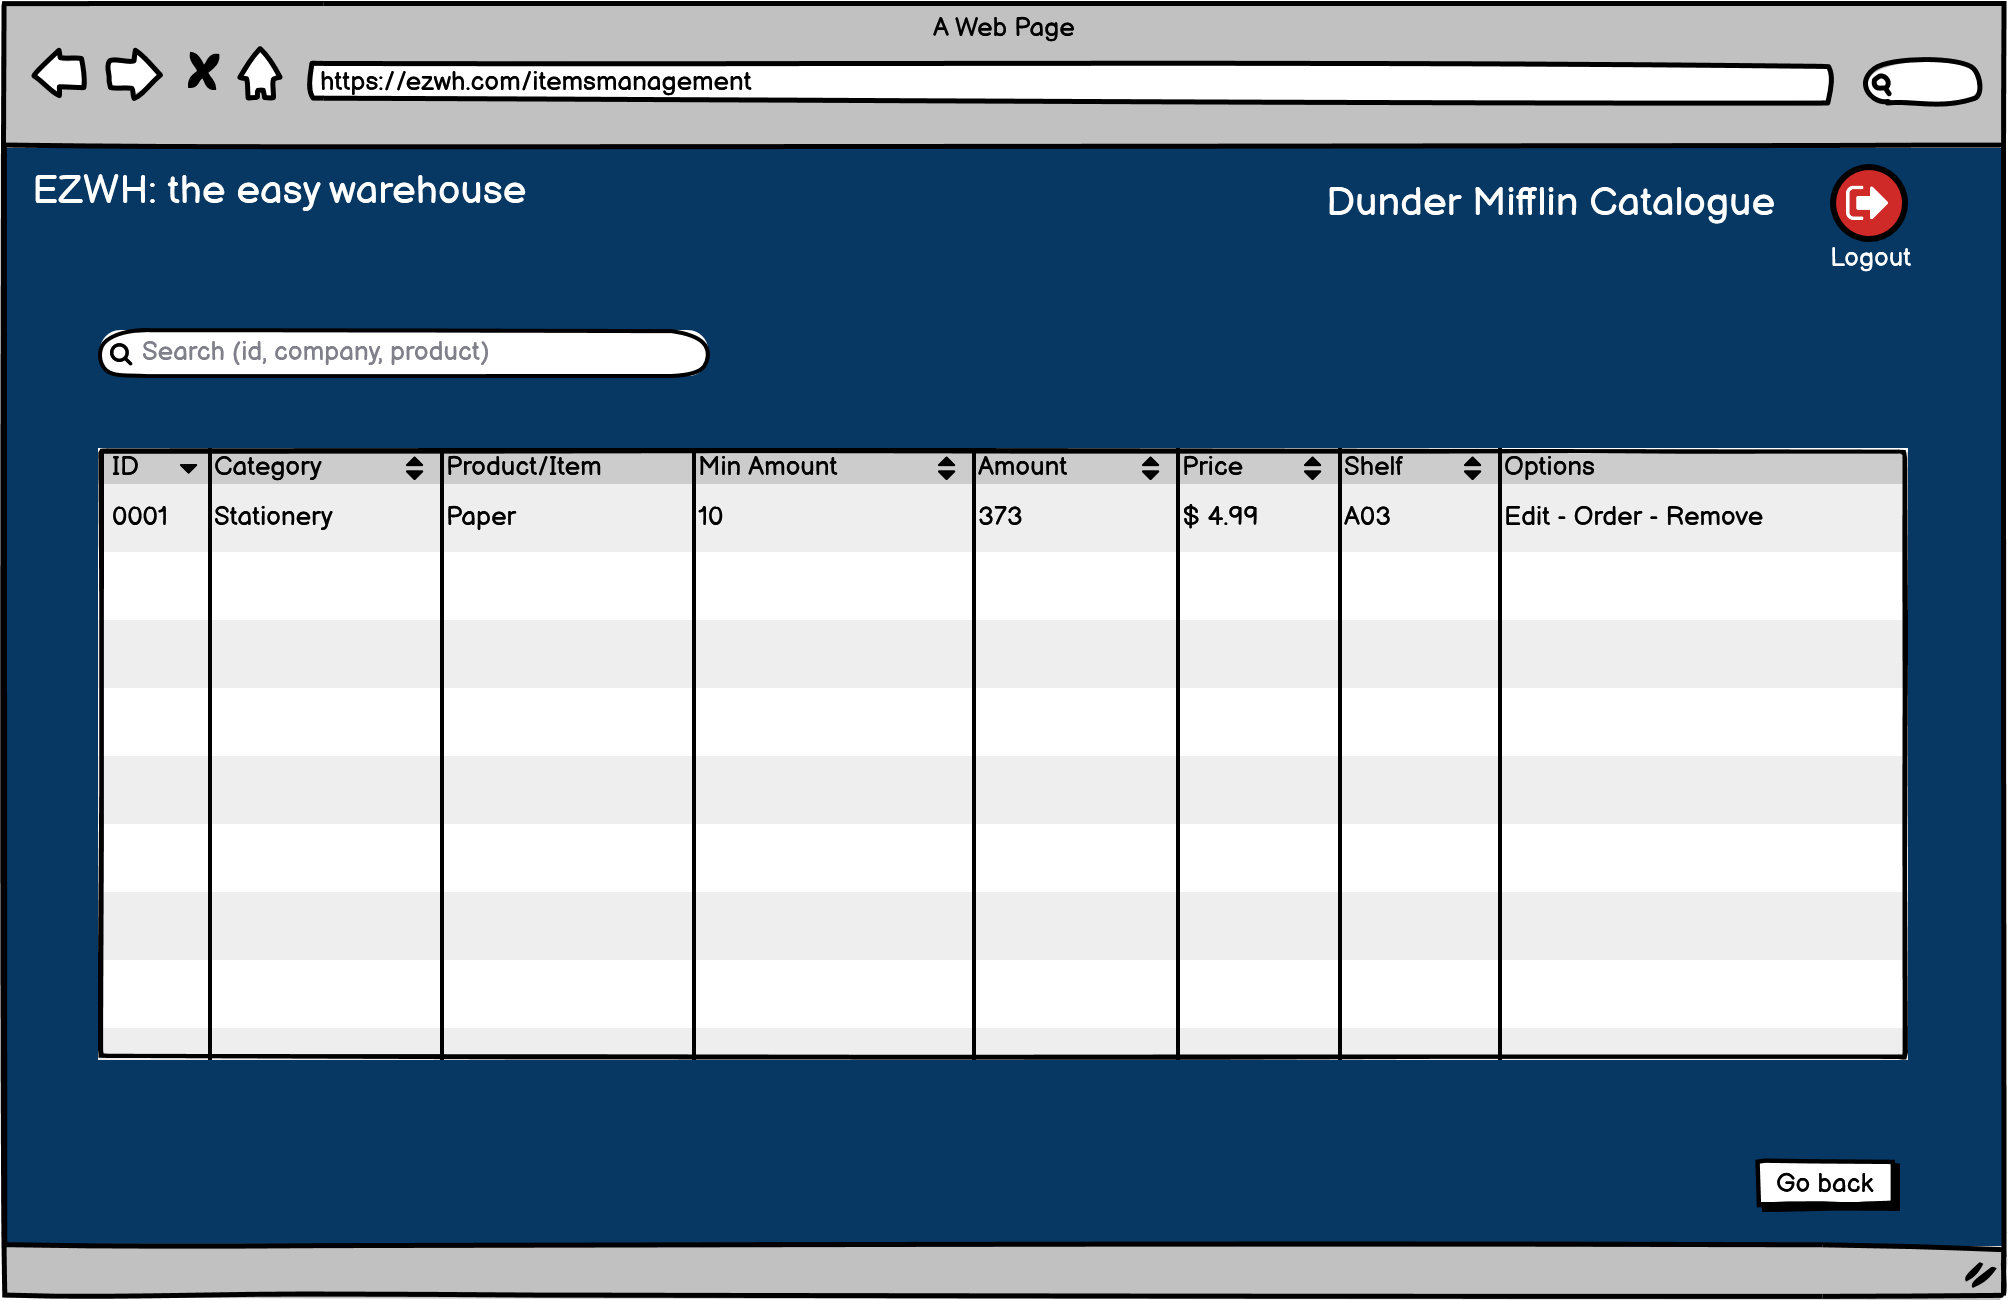 A Web Page
https://ezwh.com/itemsmanagement
EZWH: the easy warehouse
Dunder Mifflin Catalogue
Logout
Search (id, company, product)
ID Category Product/Item Min Amount Amount Price Shelf Options
0001 Stationery Paper 10 373 $ 4.99 A03 Edit - Order - Remove
Go back